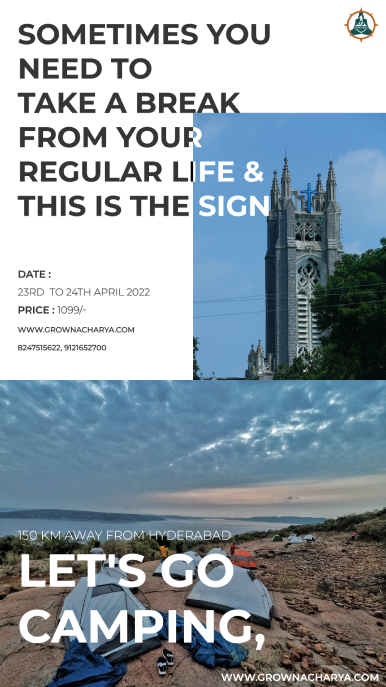 SOMETIMES YOU
NEED TO
TAKE A BREAK
FROM YOUR
REGULAR LIFE &
THIS IS THE SIGN
DATE :
23RD TO 24TH APRIL 2022
PRICE : 1099/-
WWW.GROWNACHARYA.COM
8247515622, 9121652700
150 KM AWAY FROM HYDERABAD
LET'S GO
CAMPING,
WWW.GROWNACHARYA.COM